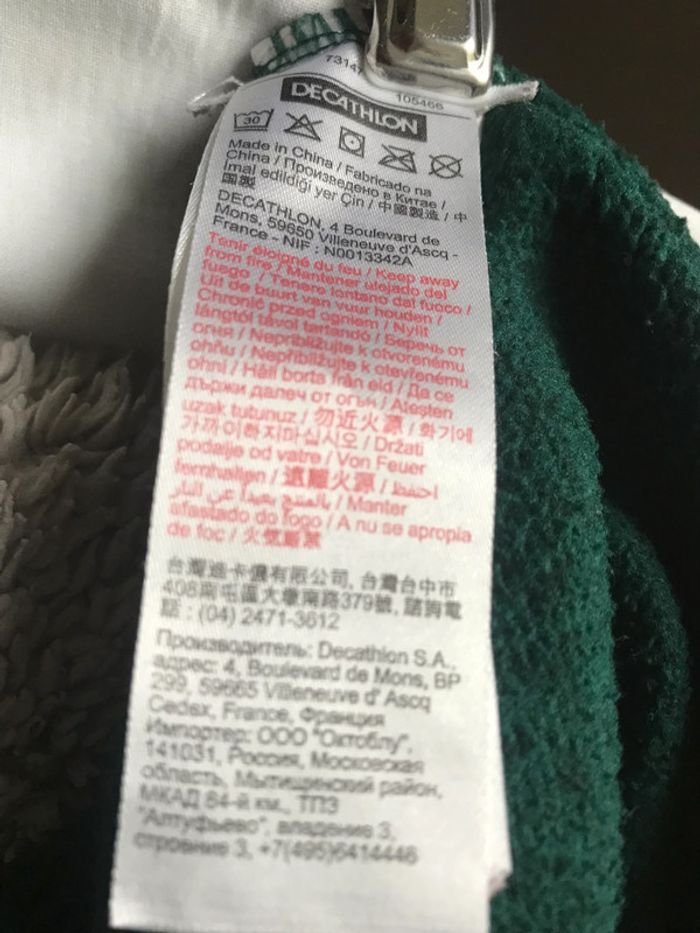 73147
105466
DECATHLON
30
Made in China / Fabricado na
China / Произведено в Китае /
İmal edildiği yer Çin / 中國製造 / 中
国製
DECATHLON, 4 Boulevard de
Mons, 59650 Villeneuve d'Ascq -
France - NIF : N0013342A
Tenir éloigné du feu / Keep away
from fire / Mantener alejado del
fuego / Tenere lontano dal fuoco /
Uit de buurt van vuur houden /
Chronić przed ogniem / Nyílt
lángtól távol tartandó / Беречь от
огня / Nepribližujte k otvorenému
ohňu / Nepřibližujte k otevřenému
ohni / Håll borta från eld / Да се
държи далеч от огън / Ateşten
uzak tutunuz / 勿近火源 / 화기에
가까이하지마십시오 / Držati
podalje od vatre / Von Feuer
fernhalten / 遠離火源 / احتفظ
بالمنتج بعيدا عن النار / Manter
afastado do fogo / A nu se apropia
de foc / 火気厳禁
台灣迪卡儂有限公司, 台灣台中市
408南屯區大墩南路379號, 諮詢電
話 : (04) 2471-3612
Производитель: Decathlon S.A.,
адрес: 4, Boulevard de Mons, BP
299, 59665 Villeneuve d' Ascq
Cedex, France, Франция
Импортер: ООО "Октоблу",
141031, Россия, Московская
область, Мытищинский район,
МКАД 84-й км., ТПЗ
"Алтуфьево", владение 3,
строение 3, +7(495)6414446